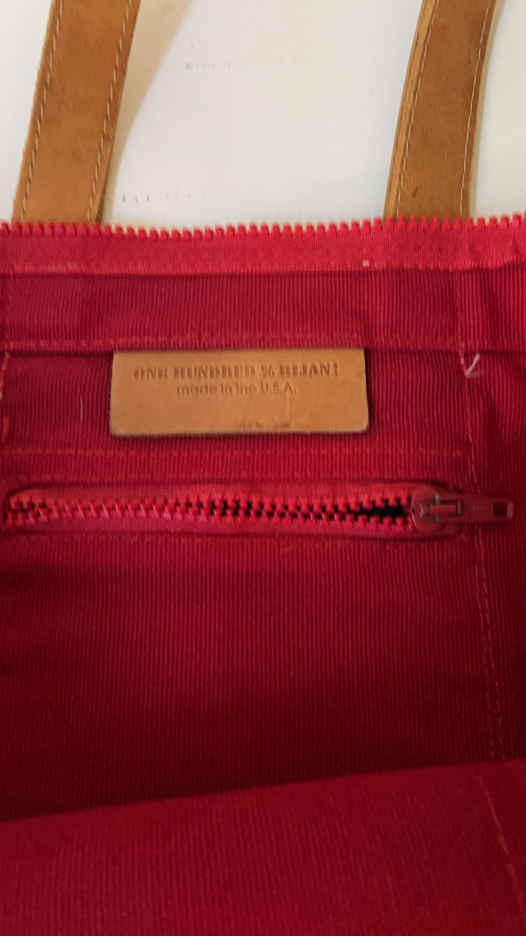 ONE HUNDRED % BIJAN!
made in the U.S.A.